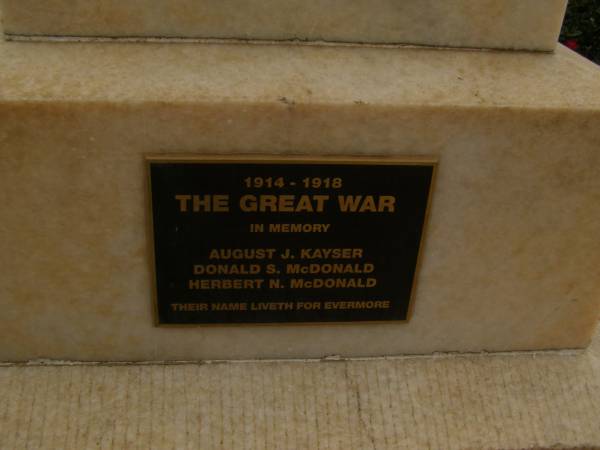 1914 - 1918
THE GREAT WAR
IN MEMORY
AUGUST J. KAYSER
DONALD S. McDONALD
HERBERT N. McDONALD
THEIR NAME LIVETH FOR EVERMORE